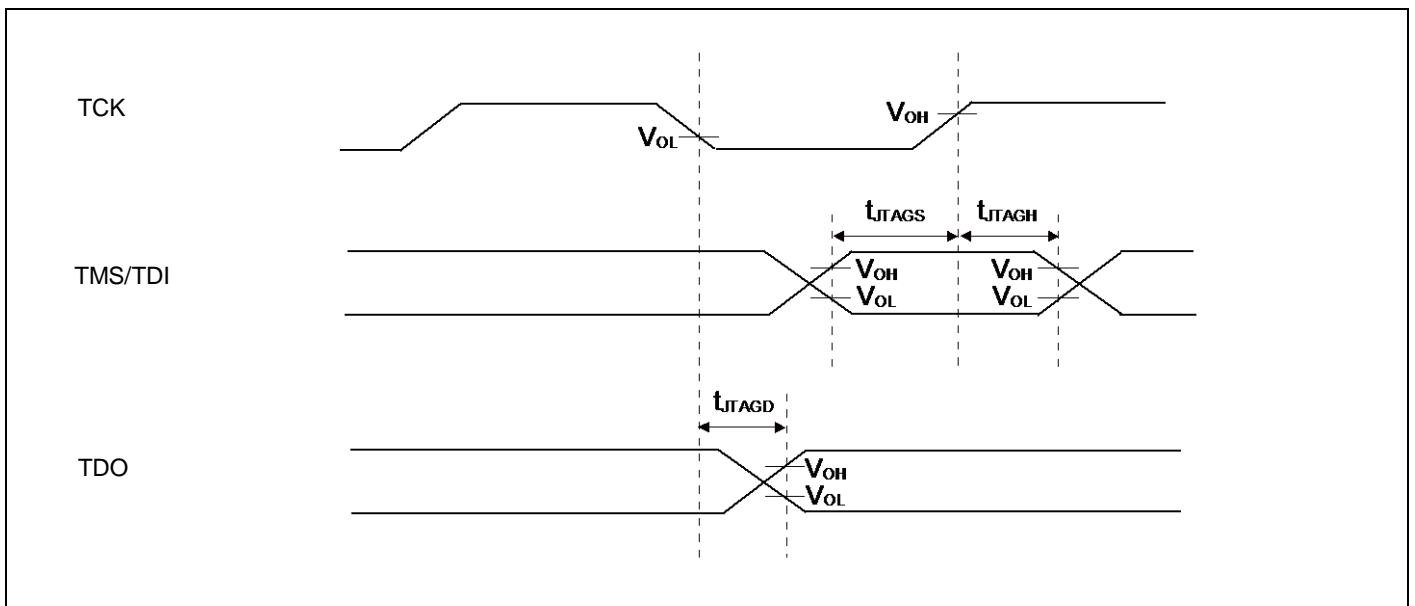 TCK
VOL
VOH
tJTAGS tJTAGH
TMS/TDI
VOH VOH
VOL VOL
tJTAGD
TDO
VOH
VOL